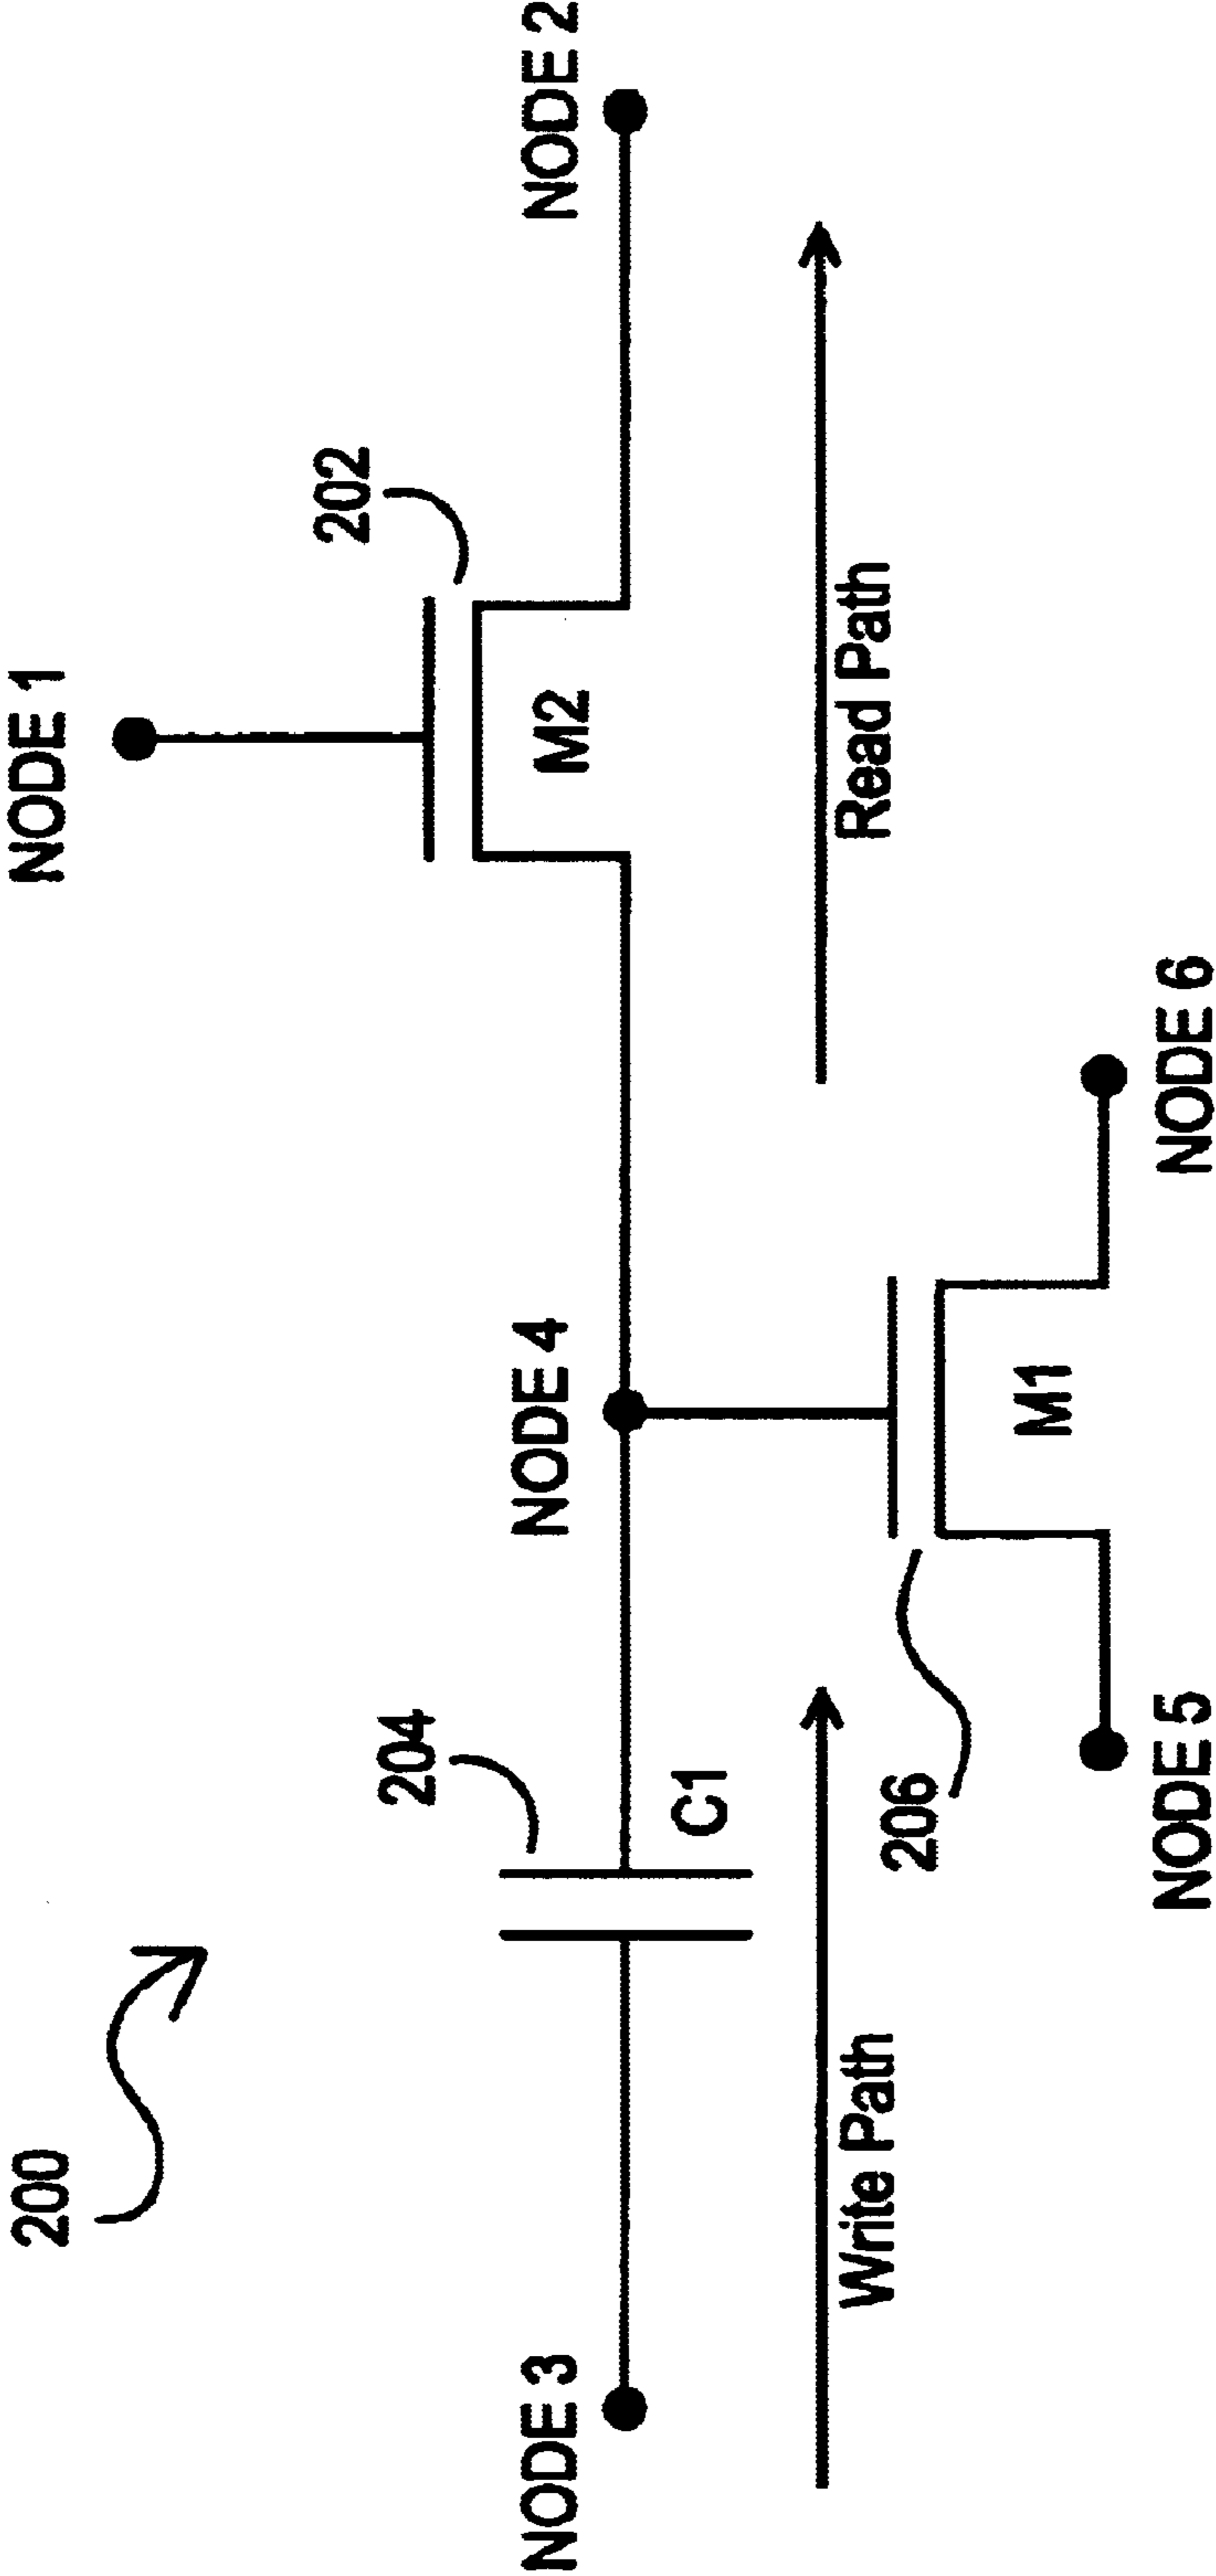 200
NODE 1
202
M2
NODE 2
204
C1
NODE 3
NODE 4
Write Path
Read Path
206
M1
NODE 5
NODE 6